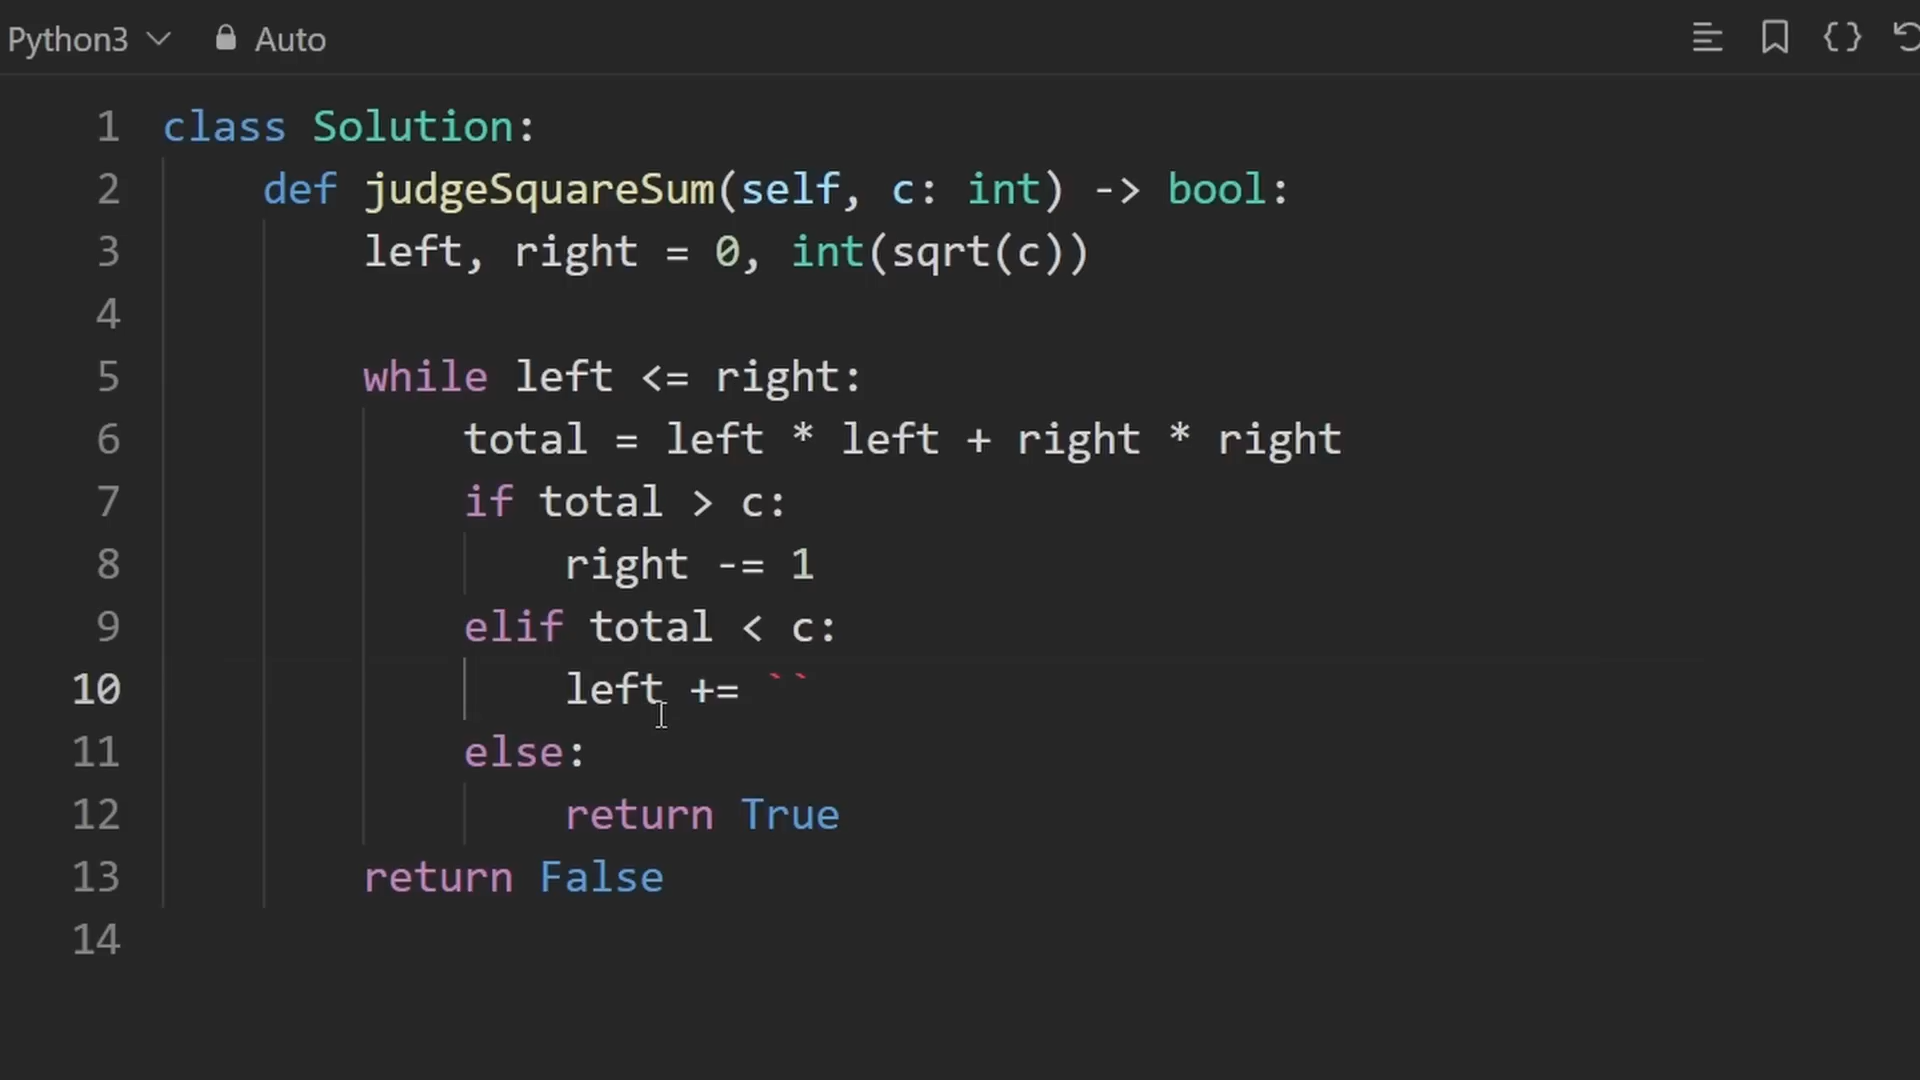 Python3 Auto
1 class Solution:
2 def judgeSquareSum(self, c: int) -> bool:
3 left, right = 0, int(sqrt(c))
4
5 while left <= right:
6 total = left * left + right * right
7 if total > c:
8 right -= 1
9 elif total < c:
10 left += ``
11 else:
12 return True
13 return False
14